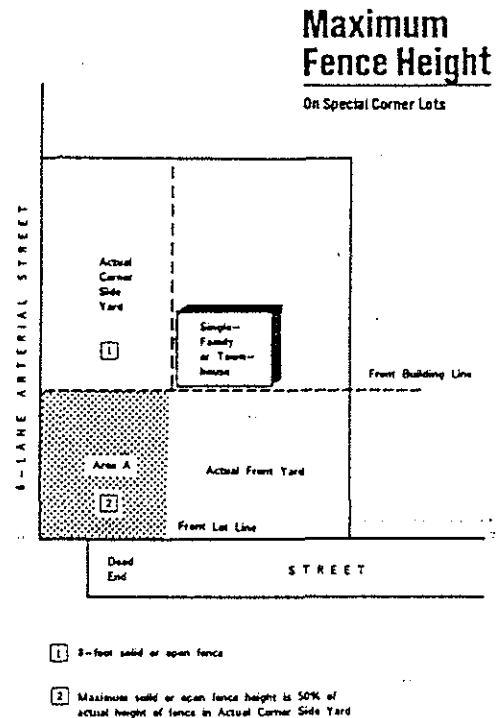 Maximum
Fence Height
On Special Corner Lots
6-LANE ARTERIAL STREET
Actual
Corner
Side
Yard
1
Single-
Family
or Town-
house
Front Building Line
Area A
2
Actual Front Yard
Front Lot Line
Dead
End
STREET
1 8-foot solid or open fence
2 Maximum solid or open fence height is 50% of
actual height of fence in Actual Corner Side Yard